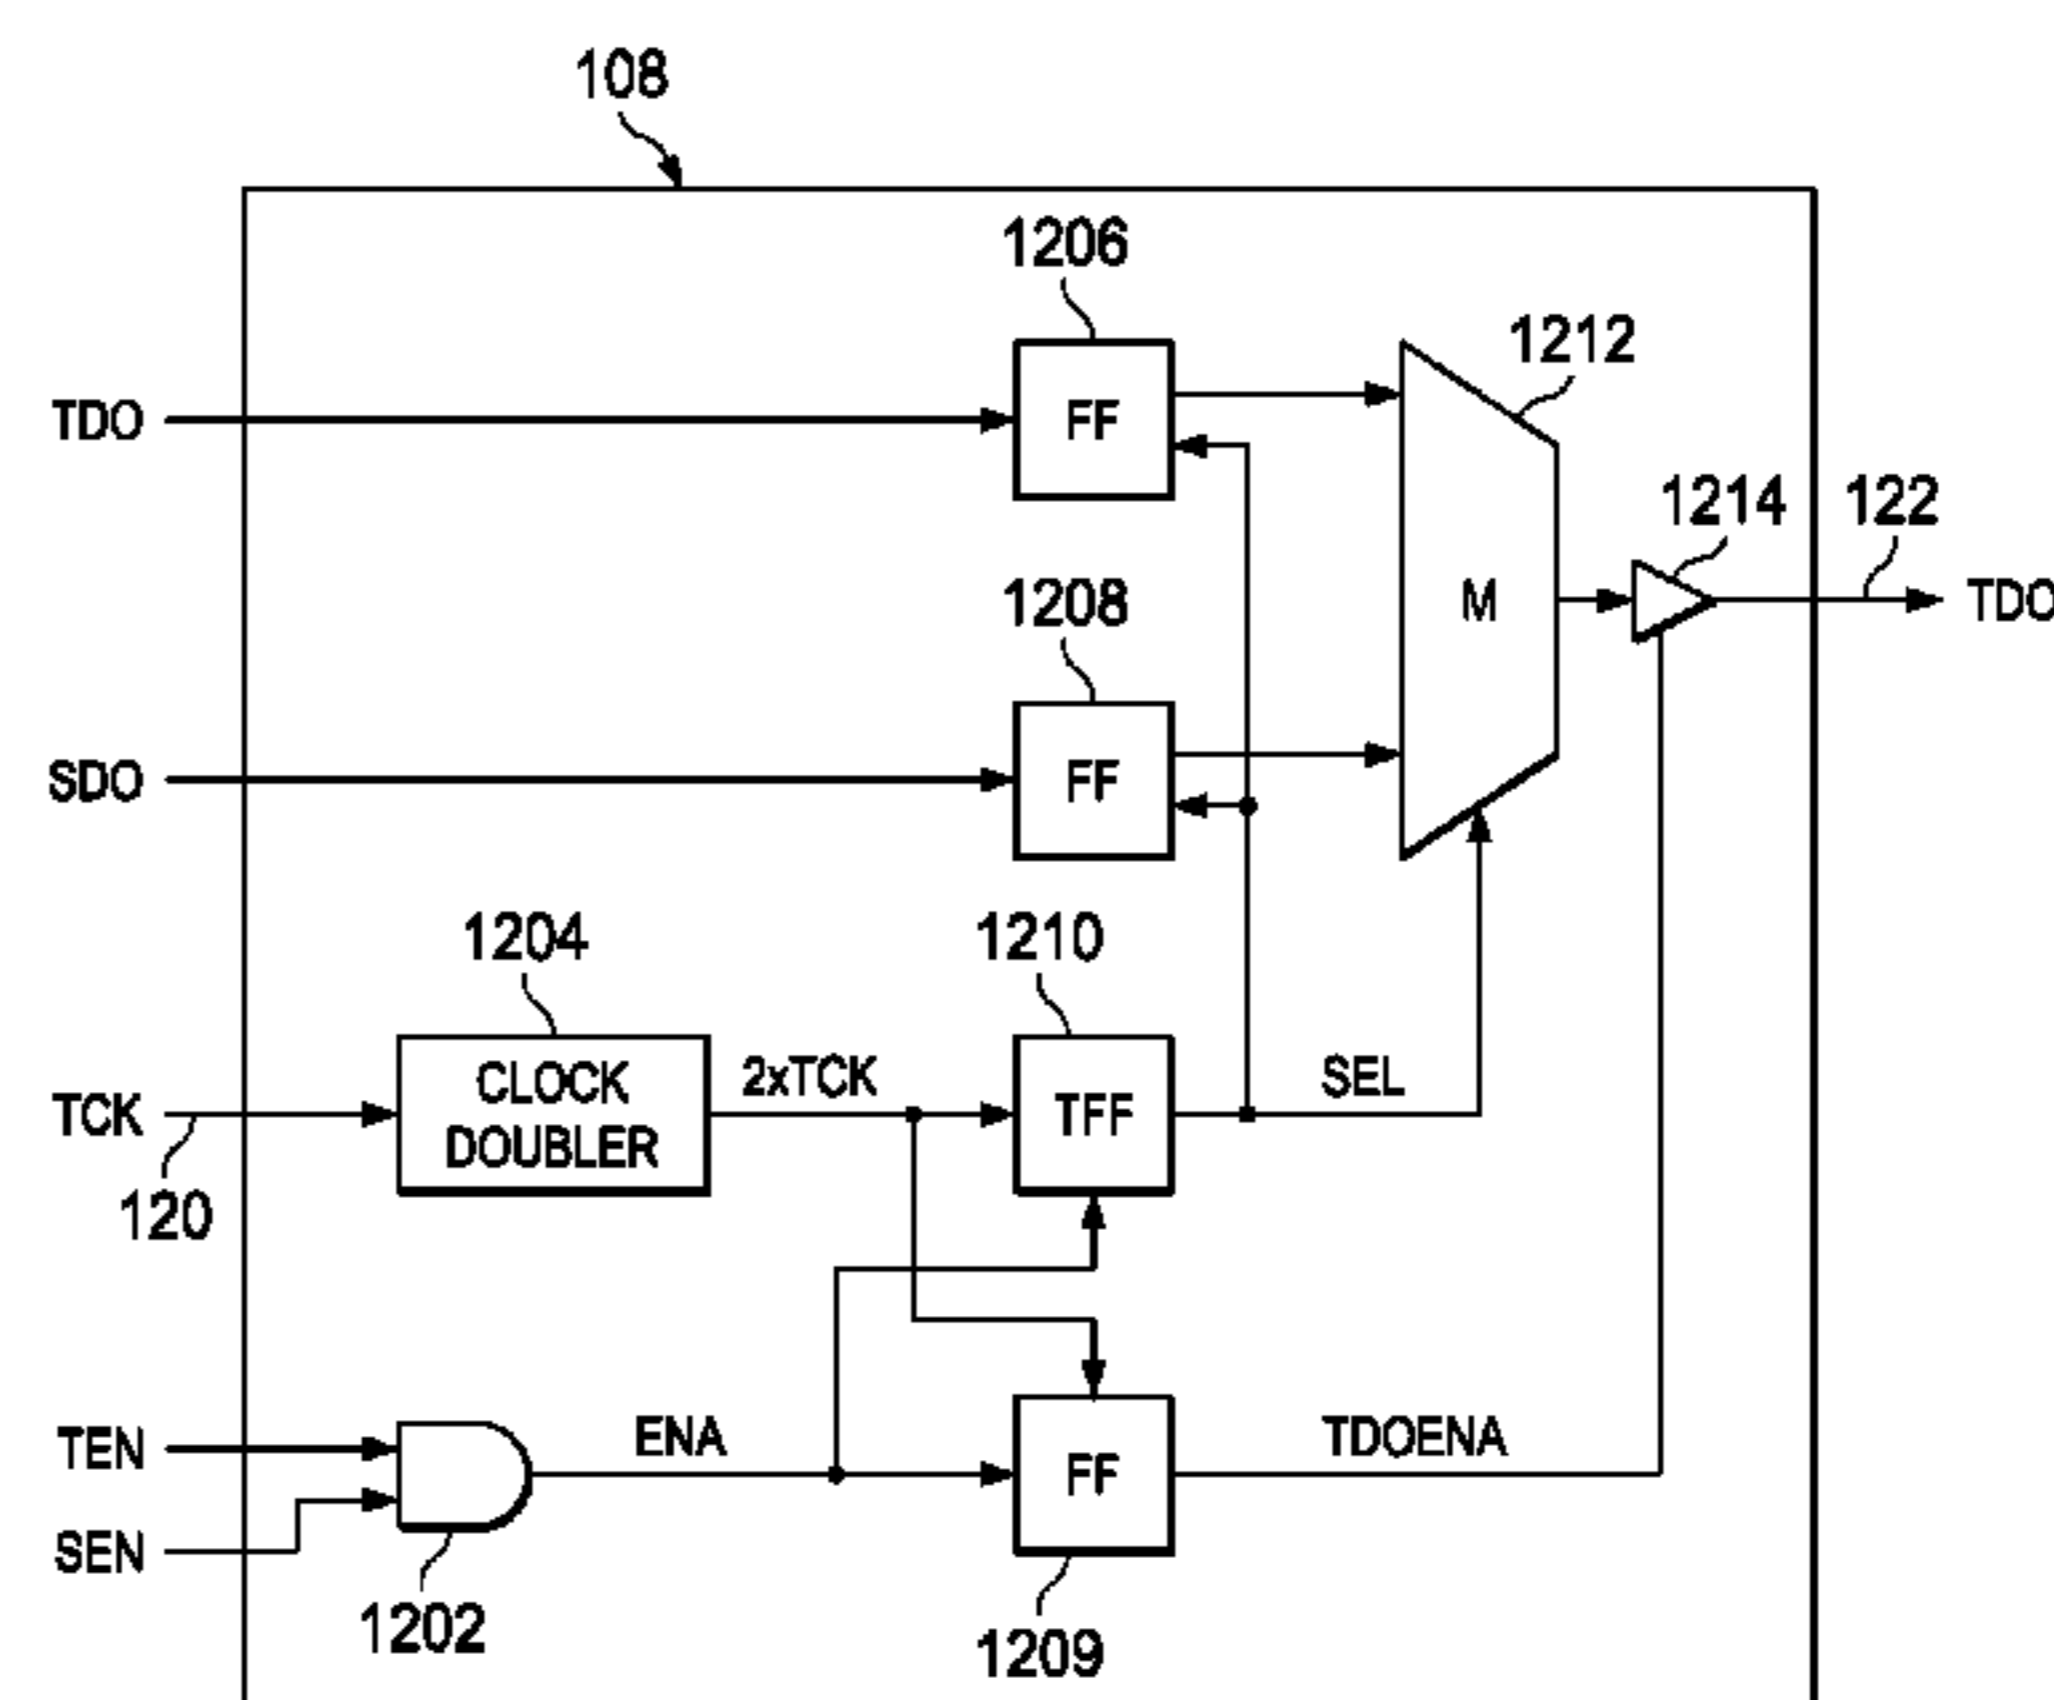 108
1206
1212
TDO
FF
1214
122
1208
M
TDO
SDO
FF
1204
1210
CLOCK
DOUBLER
2xTCK
TFF
SEL
TCK
120
TEN
ENA
FF
TDOENA
SEN
1202
1209